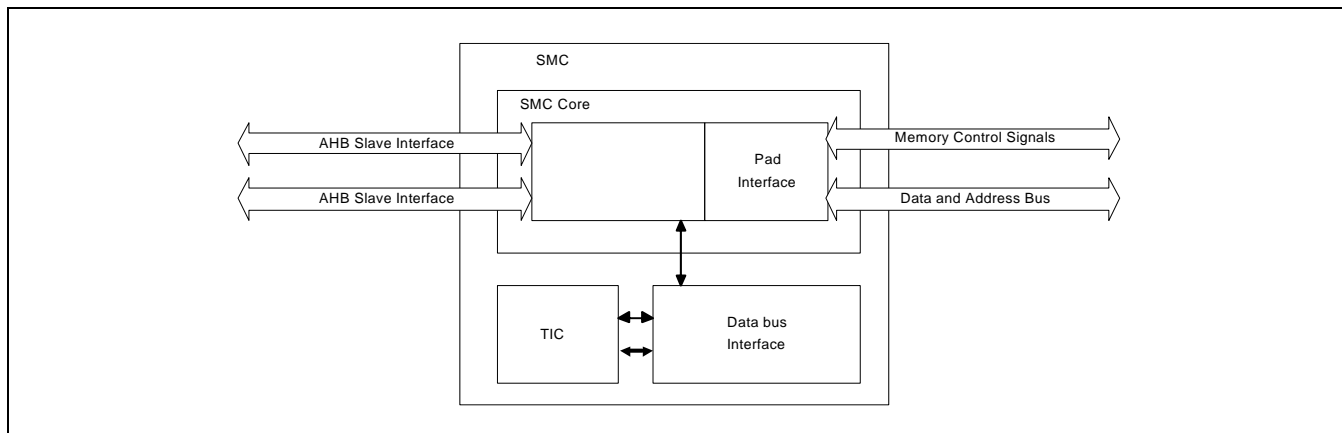 SMC
SMC Core
AHB Slave Interface
AHB Slave Interface
Pad
Interface
Memory Control Signals
Data and Address Bus
TIC
Data bus
Interface